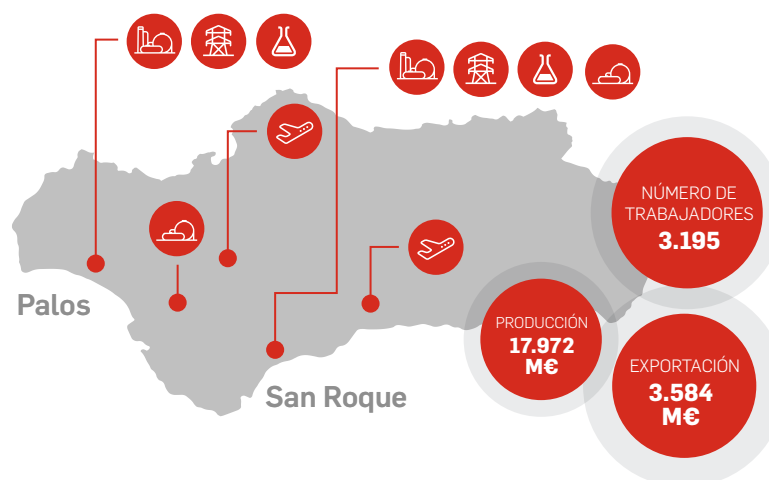 NÚMERO DE
TRABAJADORES
3.195
Palos
PRODUCCIÓN
17.972
M€
EXPORTACIÓN
3.584
M€
San Roque